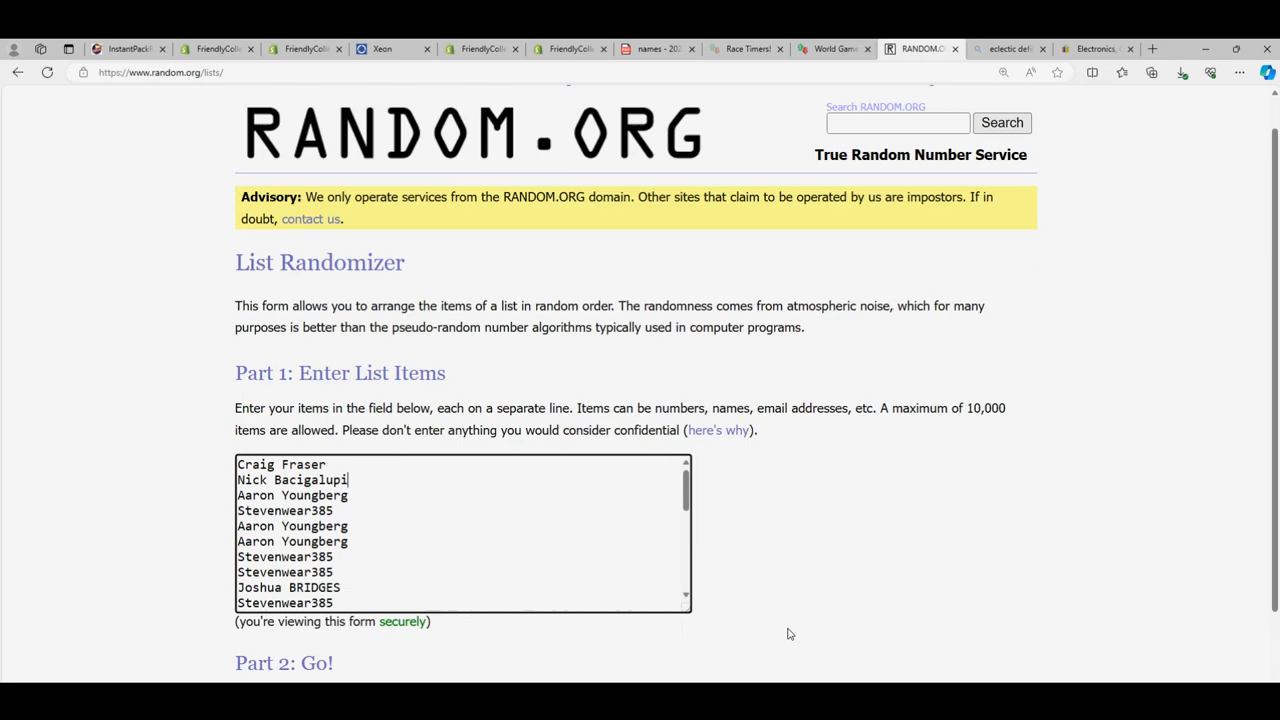 InstantPackF
FriendlyColle
FriendlyColle
Xeon
FriendlyColle
FriendlyColle
names - 202
Race Timers!
World Game
RANDOM.O
eclectic defi
Electronics, C
https://www.random.org/lists/
RANDOM.ORG
Search RANDOM.ORG
Search
True Random Number Service
Advisory: We only operate services from the RANDOM.ORG domain. Other sites that claim to be operated by us are impostors. If in
doubt, contact us.
List Randomizer
This form allows you to arrange the items of a list in random order. The randomness comes from atmospheric noise, which for many
purposes is better than the pseudo-random number algorithms typically used in computer programs.
Part 1: Enter List Items
Enter your items in the field below, each on a separate line. Items can be numbers, names, email addresses, etc. A maximum of 10,000
items are allowed. Please don't enter anything you would consider confidential (here's why).
Craig Fraser
Nick Bacigalupi
Aaron Youngberg
Stevenwear385
Aaron Youngberg
Aaron Youngberg
Stevenwear385
Stevenwear385
Joshua BRIDGES
Stevenwear385
(you're viewing this form securely)
Part 2: Go!